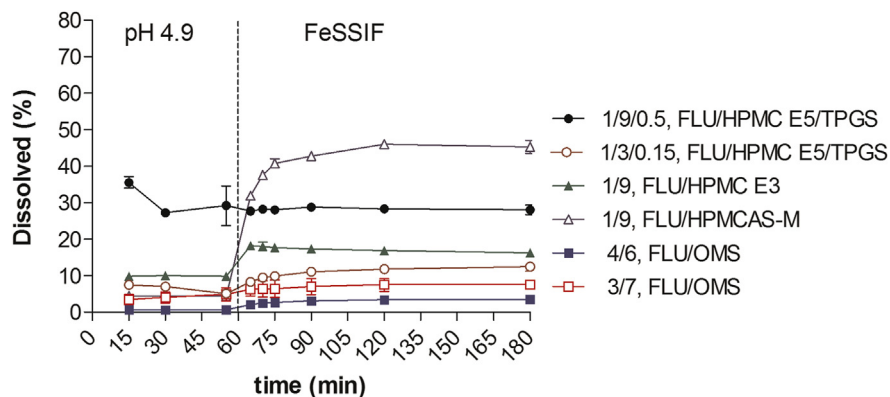 pH 4.9 FeSSIF
80
70
60
50
40
30
20
10
0
Dissolved (%)
0 15 30 45 60 75 90 105 120 135 150 165 180
time (min)
1/9/0.5, FLU/HPMC E5/TPGS
1/3/0.15, FLU/HPMC E5/TPGS
1/9, FLU/HPMC E3
1/9, FLU/HPMCAS-M
4/6, FLU/OMS
3/7, FLU/OMS